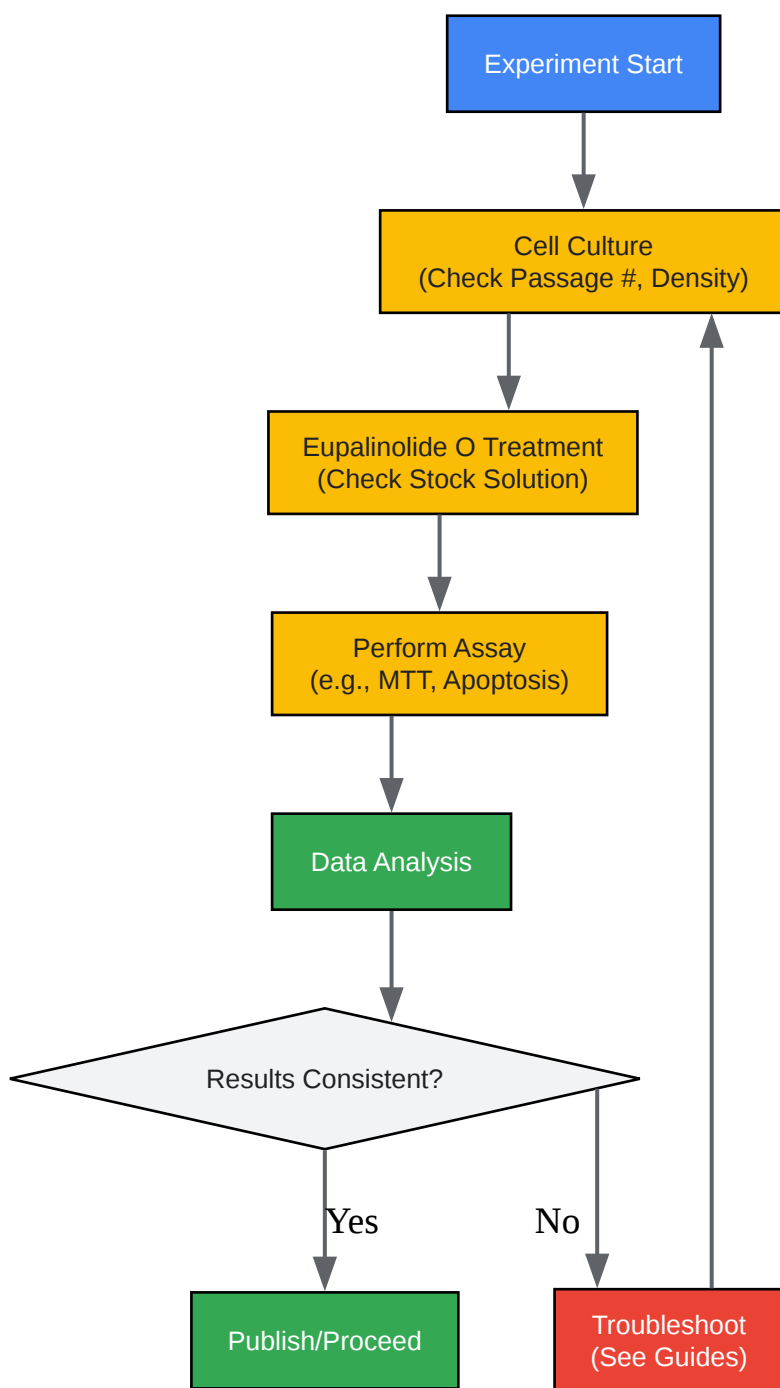 Experiment Start
Cell Culture
(Check Passage #, Density)
Eupalinolide O Treatment
(Check Stock Solution)
Perform Assay
(e.g., MTT, Apoptosis)
Data Analysis
Results Consistent?
Yes
No
Publish/Proceed
Troubleshoot
(See Guides)